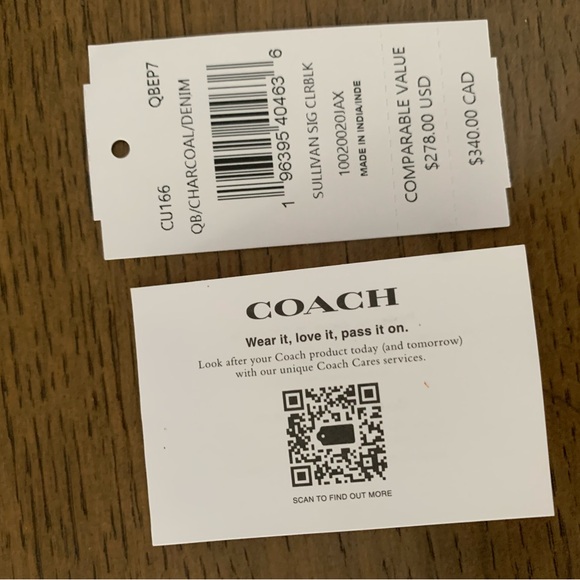 CU166 QBEP7
QB/CHARCOAL/DENIM
1 96395 40463 6
SULLIVAN SIG CLRBLK
10020020JAX
MADE IN INDIA/INDE
COMPARABLE VALUE
$278.00 USD
$340.00 CAD
COACH
Wear it, love it, pass it on.
Look after your Coach product today (and tomorrow)
with our unique Coach Cares services.
SCAN TO FIND OUT MORE